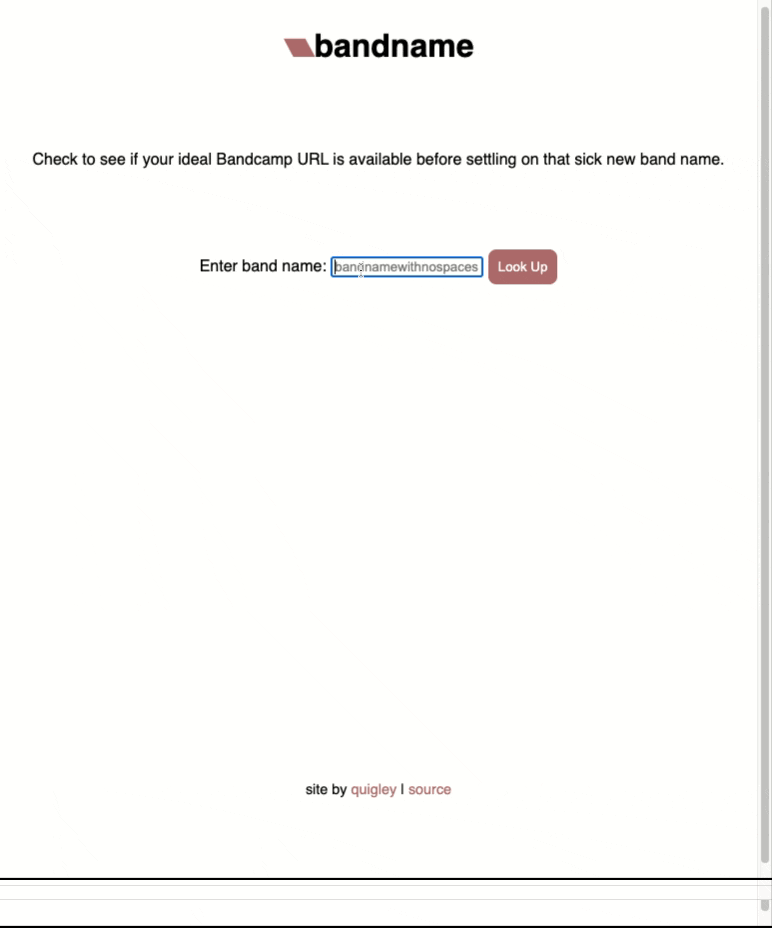 bandname
Check to see if your ideal Bandcamp URL is available before settling on that sick new band name.
Enter band name: bandnamewithnospaces Look Up
site by quigley | source